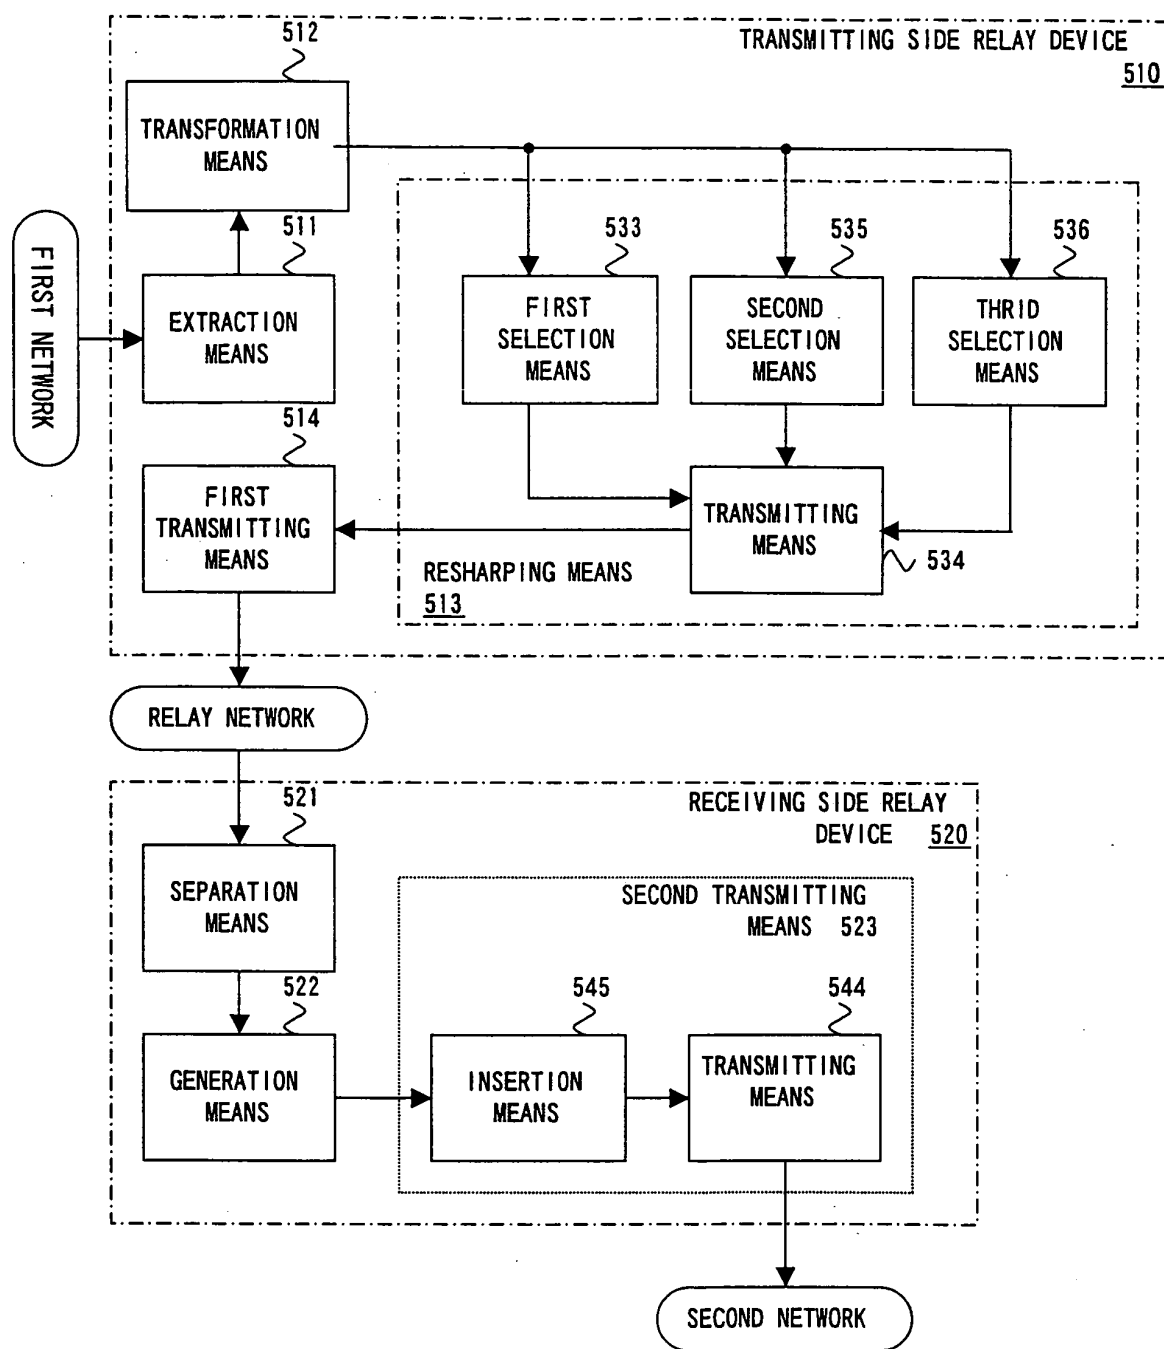 512
TRANSMITTING SIDE RELAY DEVICE
510
TRANSFORMATION
MEANS
FIRST NETWORK
511
EXTRACTION
MEANS
533
FIRST
SELECTION
MEANS
535
SECOND
SELECTION
MEANS
536
THRID
SELECTION
MEANS
514
FIRST
TRANSMITTING
MEANS
TRANSMITTING
MEANS
534
RESHARPING MEANS
513
RELAY NETWORK
RECEIVING SIDE RELAY
DEVICE 520
521
SEPARATION
MEANS
SECOND TRANSMITTING
MEANS 523
522
GENERATION
MEANS
545
INSERTION
MEANS
544
TRANSMITTING
MEANS
SECOND NETWORK